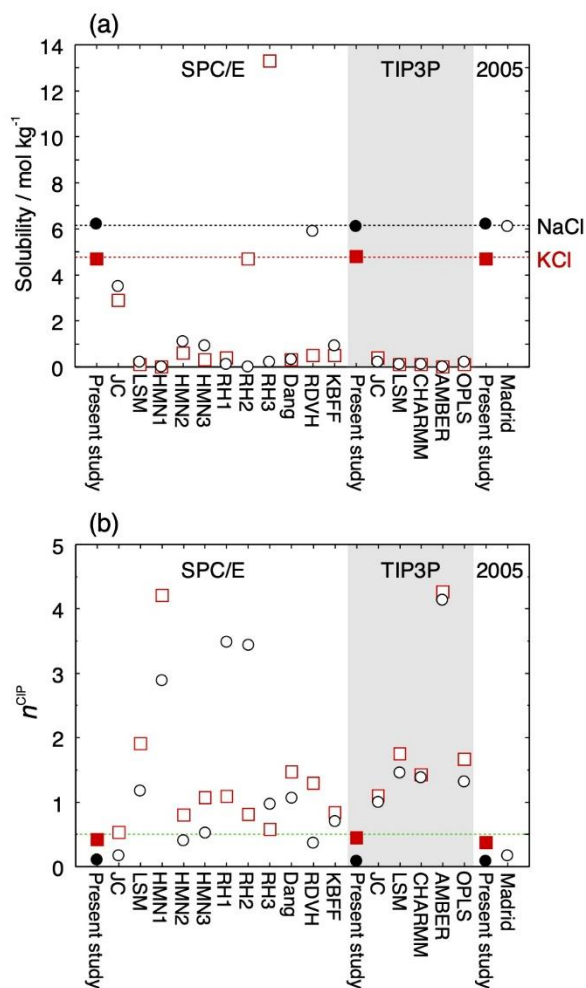 (a)
14
12
10
8
6
4
2
0
Solubility / mol kg⁻¹
SPC/E
TIP3P
2005
NaCl
KCl
Present study
JC
LSM
HMN1
HMN2
HMN3
RH1
RH2
RH3
Dang
RDVH
KBFF
Present study
JC
LSM
CHARMM
AMBER
OPLS
Present study
Madrid
(b)
5
4
3
2
1
0
n^CIP
SPC/E
TIP3P
2005
Present study
JC
LSM
HMN1
HMN2
HMN3
RH1
RH2
RH3
Dang
RDVH
KBFF
Present study
JC
LSM
CHARMM
AMBER
OPLS
Present study
Madrid